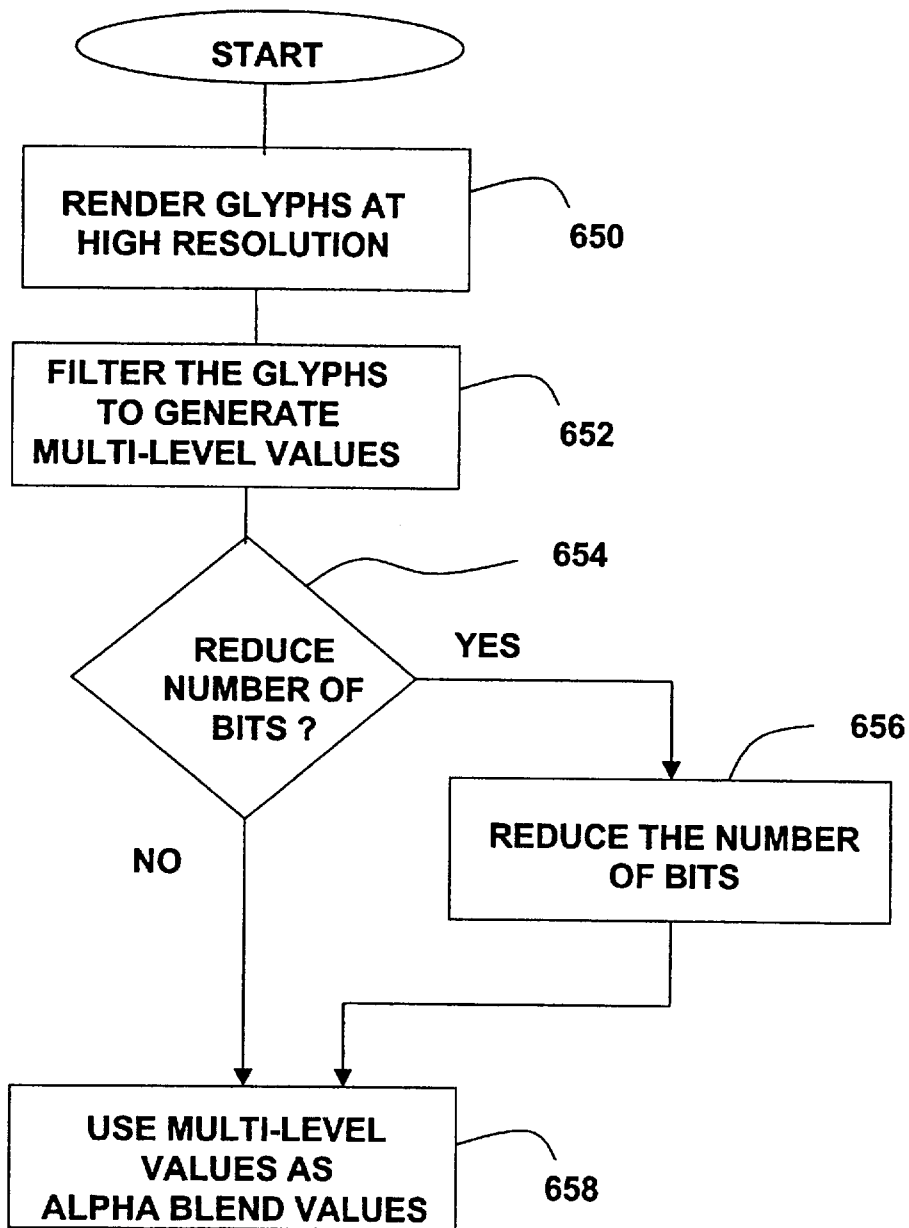 START
RENDER GLYPHS AT
HIGH RESOLUTION
650
FILTER THE GLYPHS
TO GENERATE
MULTI-LEVEL VALUES
652
654
REDUCE
NUMBER OF
BITS ?
YES
656
REDUCE THE NUMBER
OF BITS
NO
USE MULTI-LEVEL
VALUES AS
ALPHA BLEND VALUES
658